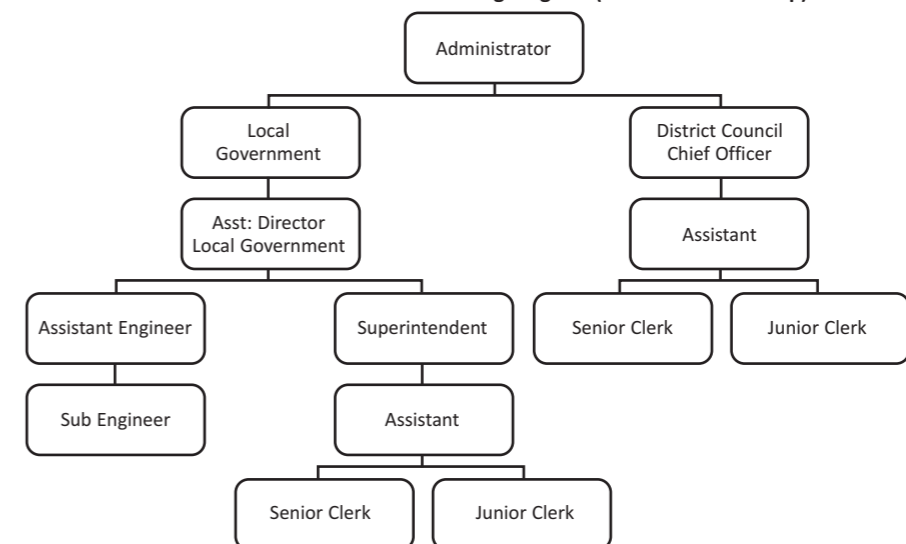 Administrator
Local
Government
District Council
Chief Officer
Asst: Director
Local Government
Assistant
Assistant Engineer
Superintendent
Senior Clerk
Junior Clerk
Sub Engineer
Assistant
Senior Clerk
Junior Clerk